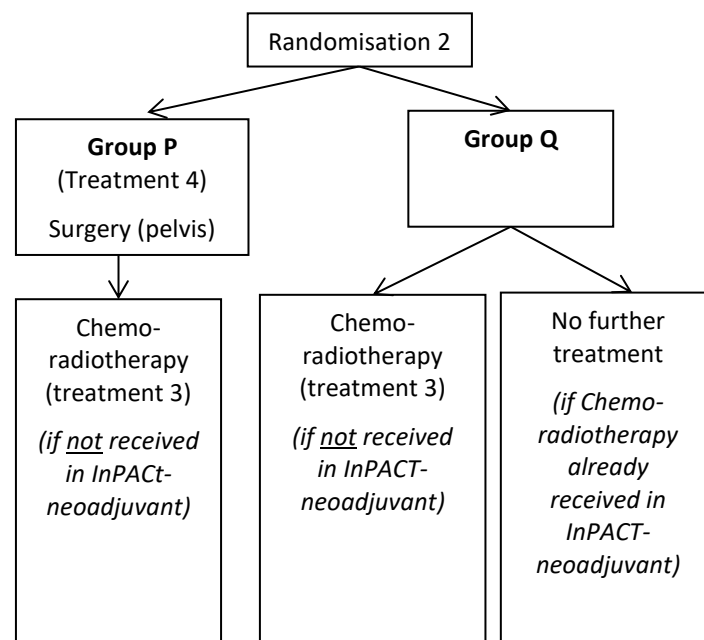 Randomisation 2
Group P
(Treatment 4)
Surgery (pelvis)
Group Q
Chemo-
radiotherapy
(treatment 3)
(if not received
in InPACt-
neoadjuvant)
Chemo-
radiotherapy
(treatment 3)
(if not received
in InPACT-
neoadjuvant)
No further
treatment
(if Chemo-
radiotherapy
already
received in
InPACT-
neoadjuvant)